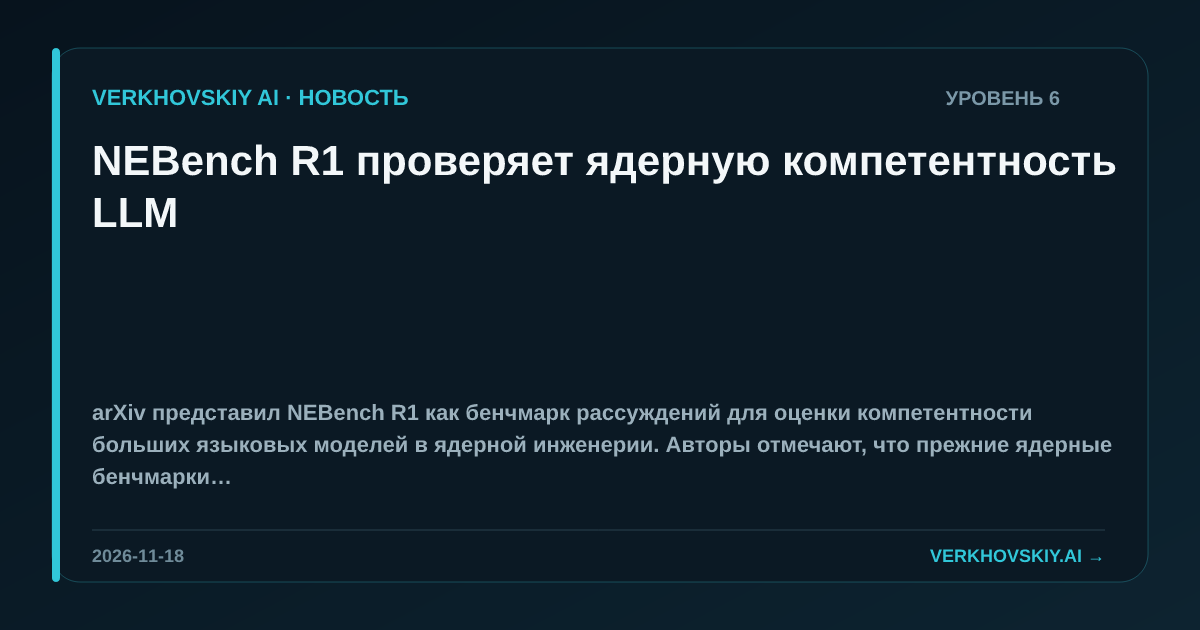 VERKHOVSKIY AI · НОВОСТЬ
УРОВЕНЬ 6
NEBench R1 проверяет ядерную компетентность
LLM
arXiv представил NEBench R1 как бенчмарк рассуждений для оценки компетентности
больших языковых моделей в ядерной инженерии. Авторы отмечают, что прежние ядерные
бенчмарки…
2026-11-18
VERKHOVSKIY.AI →